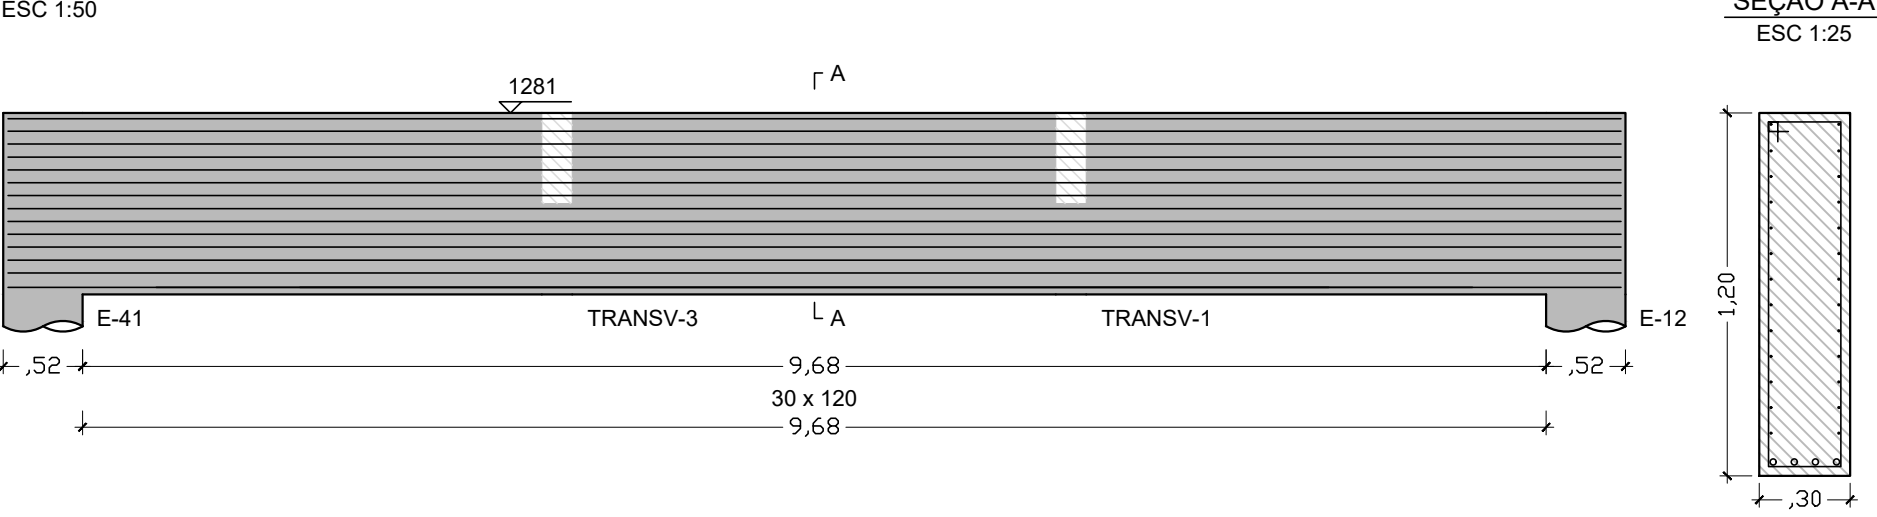 ESC 1:50
SEÇÃO A-A
ESC 1:25
A
1281
E-41
TRANSV-3
A
TRANSV-1
E-12
1,20
,52
9,68
,52
30 x 120
9,68
,30